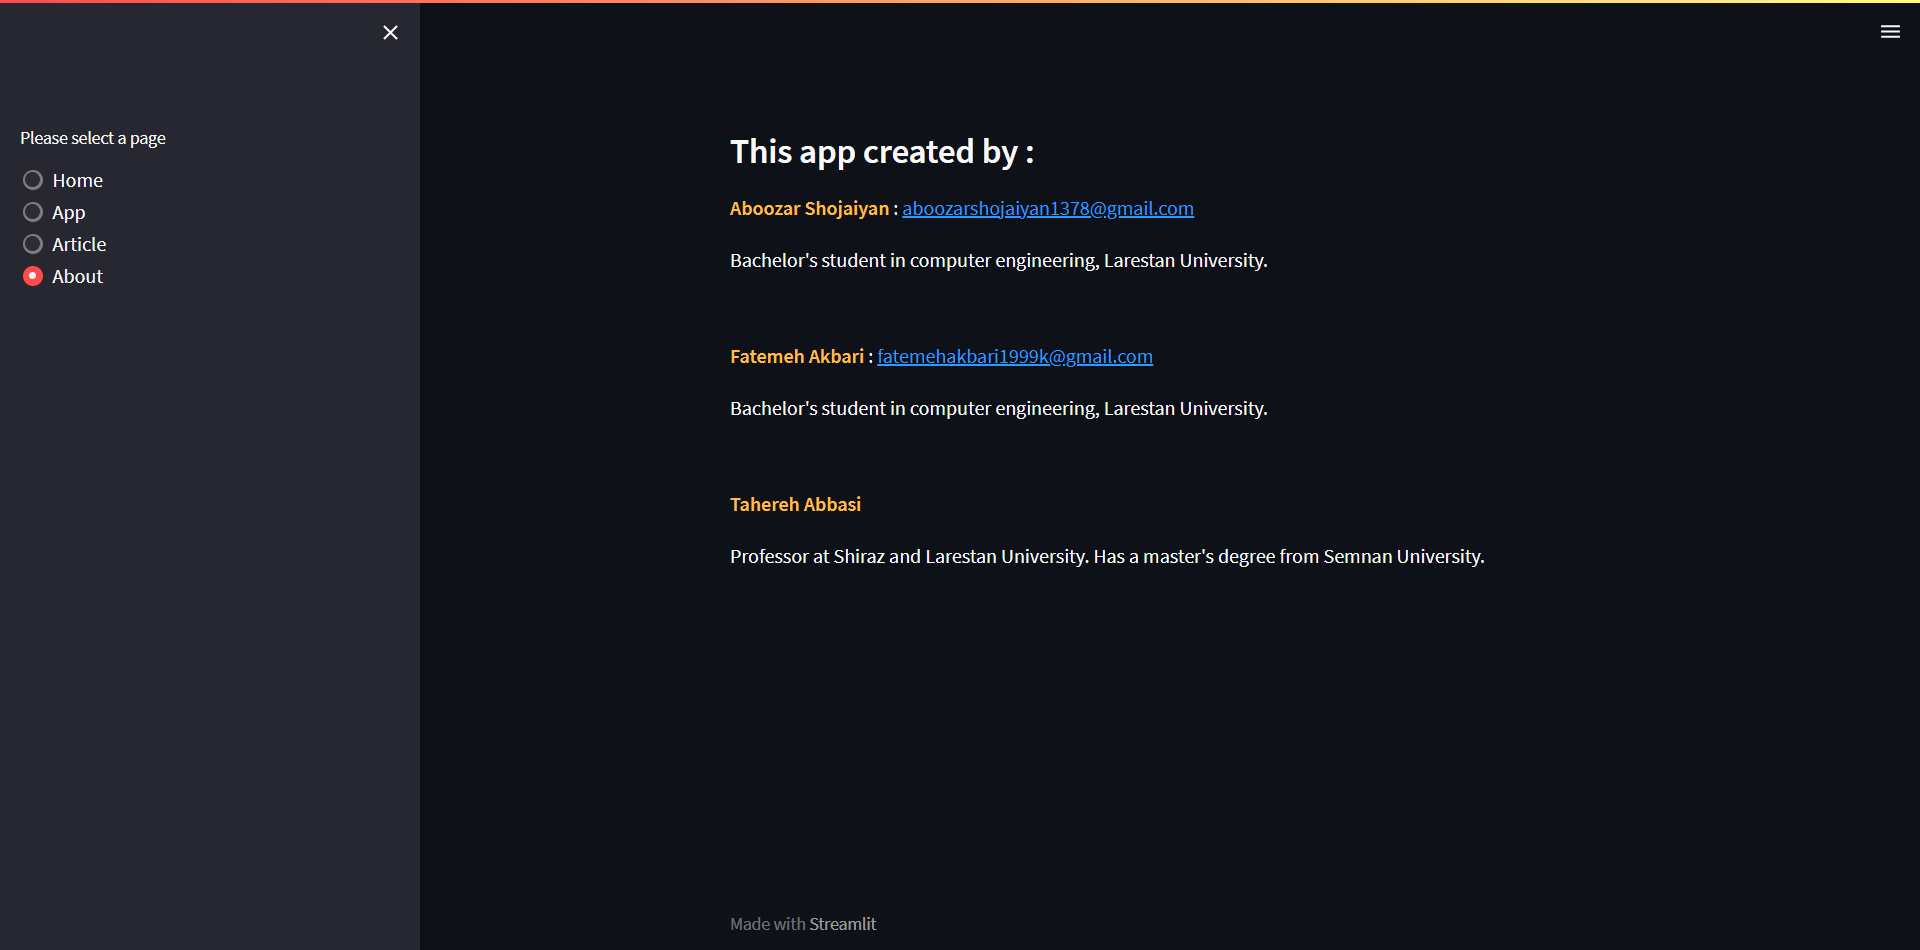 Please select a page
Home
App
Article
About
This app created by :
Aboozar Shojaiyan : aboozarshojaiyan1378@gmail.com
Bachelor's student in computer engineering, Larestan University.
Fatemeh Akbari : fatemehakbari1999k@gmail.com
Bachelor's student in computer engineering, Larestan University.
Tahereh Abbasi
Professor at Shiraz and Larestan University. Has a master's degree from Semnan University.
Made with Streamlit